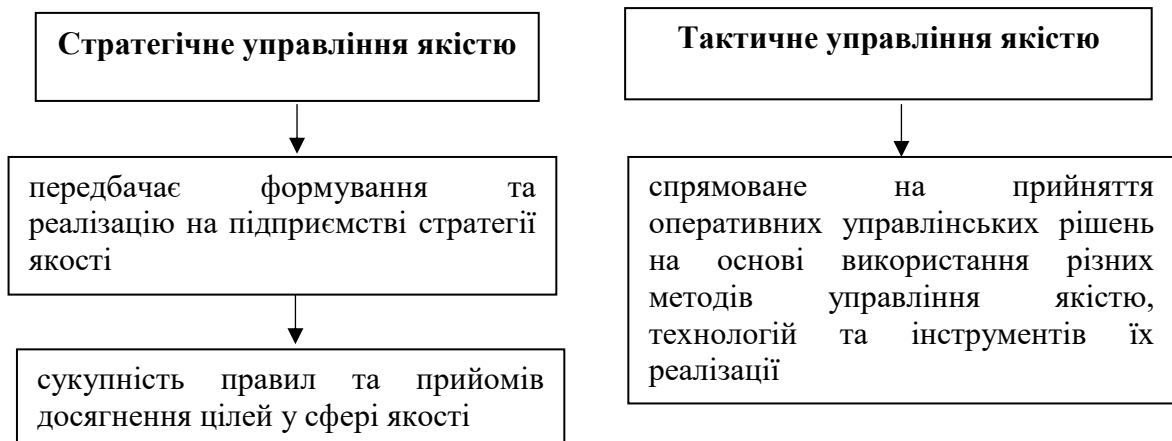 Стратегічне управління якістю
передбачає формування та
реалізацію на підприємстві стратегії
якості
сукупність правил та прийомів
досягнення цілей у сфері якості
Тактичне управління якістю
спрямоване на прийняття
оперативних управлінських рішень
на основі використання різних
методів управління якістю,
технологій та інструментів їх
реалізації